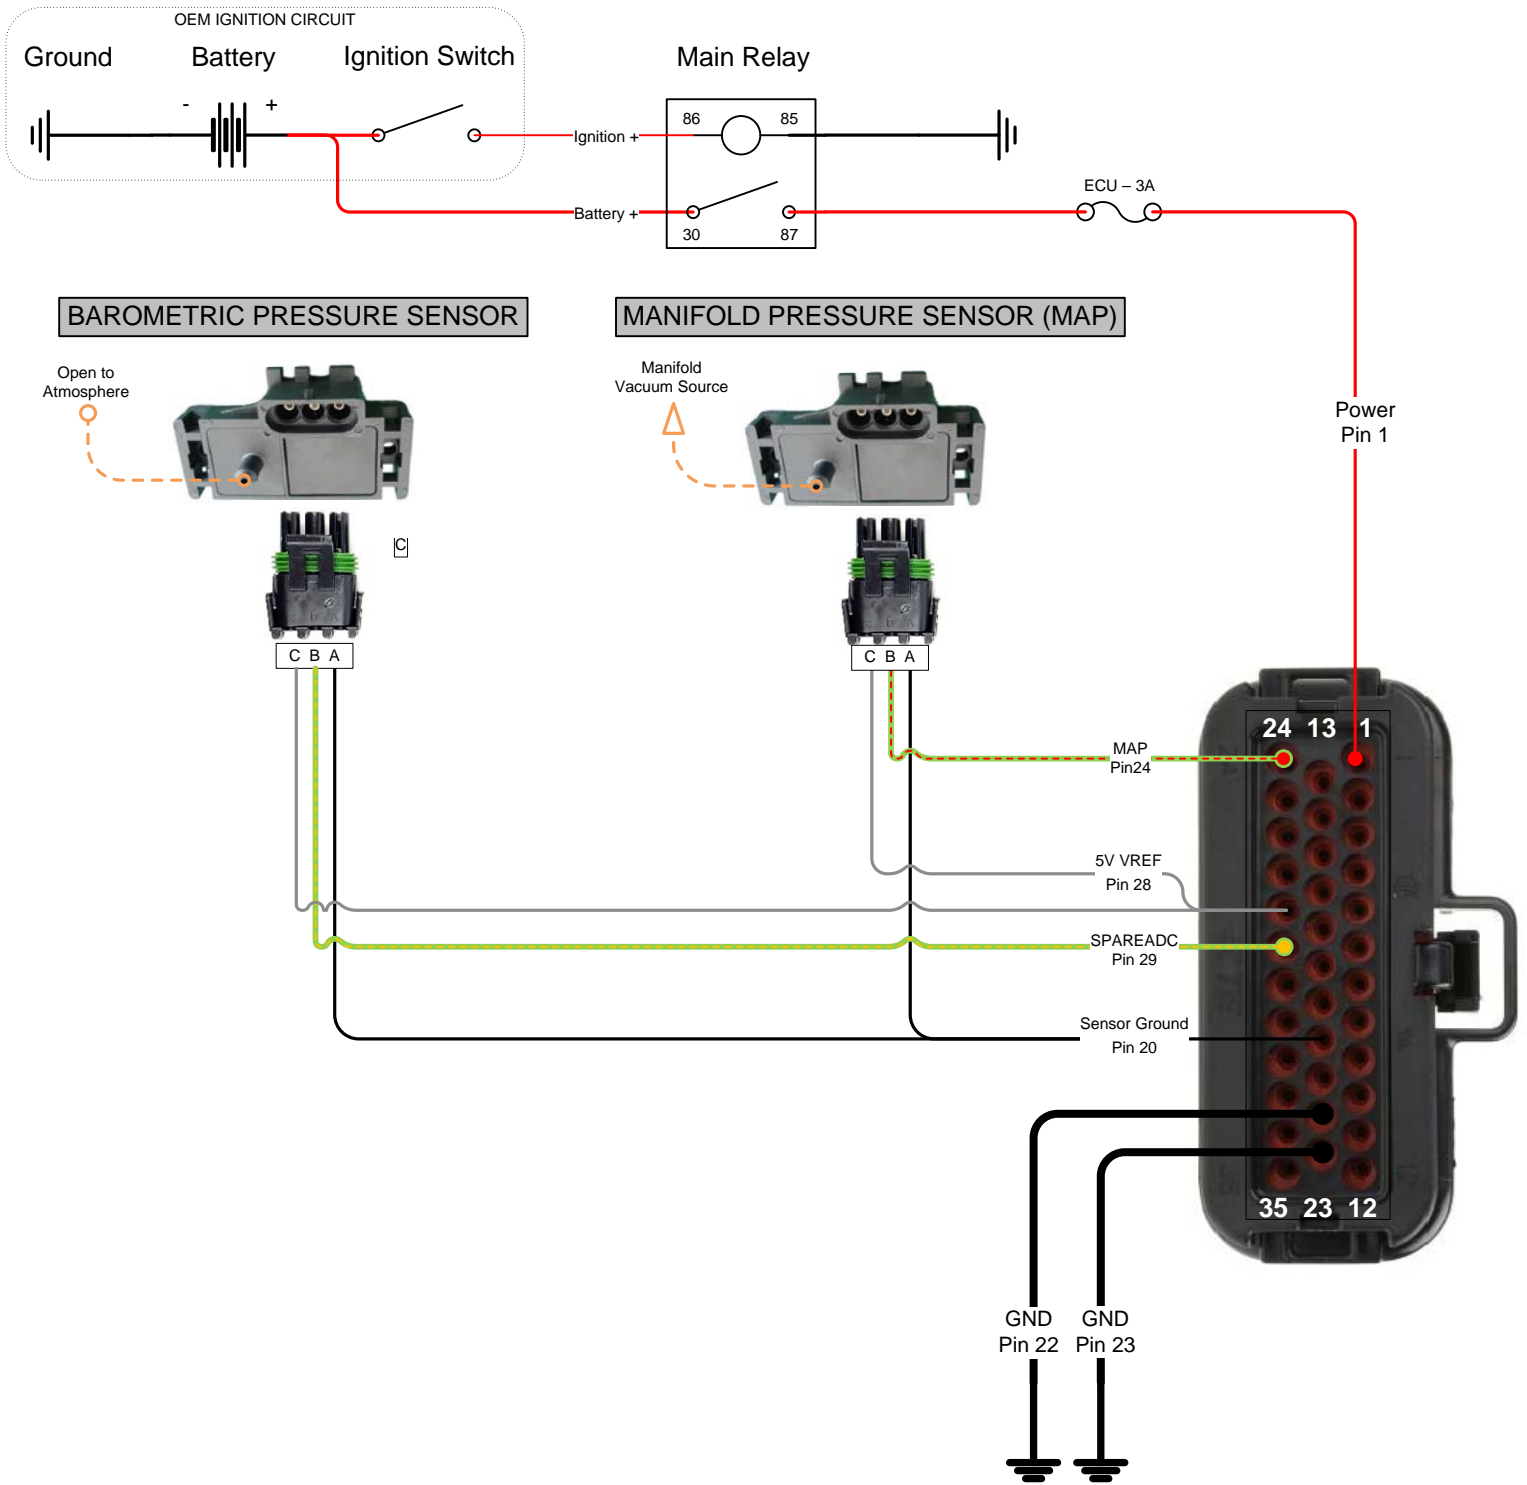 OEM IGNITION CIRCUIT
Ground
Battery
Ignition Switch
Main Relay
- +
86 85
Ignition +
ECU – 3A
Battery +
30 87
BAROMETRIC PRESSURE SENSOR
MANIFOLD PRESSURE SENSOR (MAP)
Open to
Atmosphere
Manifold
Vacuum Source
Power
Pin 1
C
C B A
C B A
24 13 1
MAP
Pin24
5V VREF
Pin 28
SPAREADC
Pin 29
Sensor Ground
Pin 20
35 23 12
GND
Pin 22
GND
Pin 23